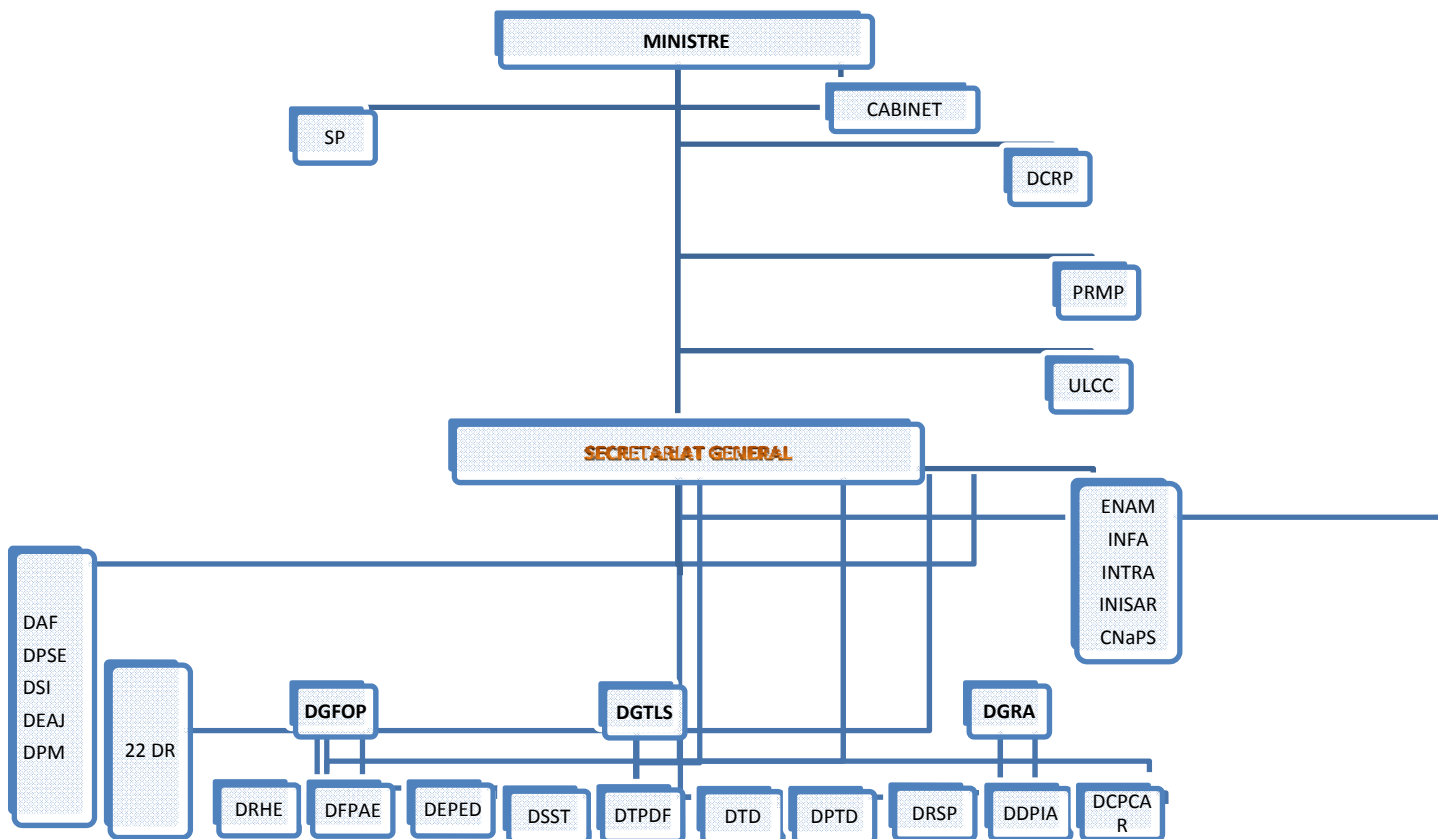 MINISTRE
CABINET
SP
DCRP
PRMP
ULCC
SECRETARIAT GENERAL
ENAM
INFA
INTRA
INISAR
CNaPS
DAF
DPSE
DSI
DEAJ
DPM
22 DR
DGFOP
DGTLS
DGRA
DRHE
DFPAE
DEPED
DSST
DTPDF
DTD
DPTD
DRSP
DDPIA
DCPCA
R